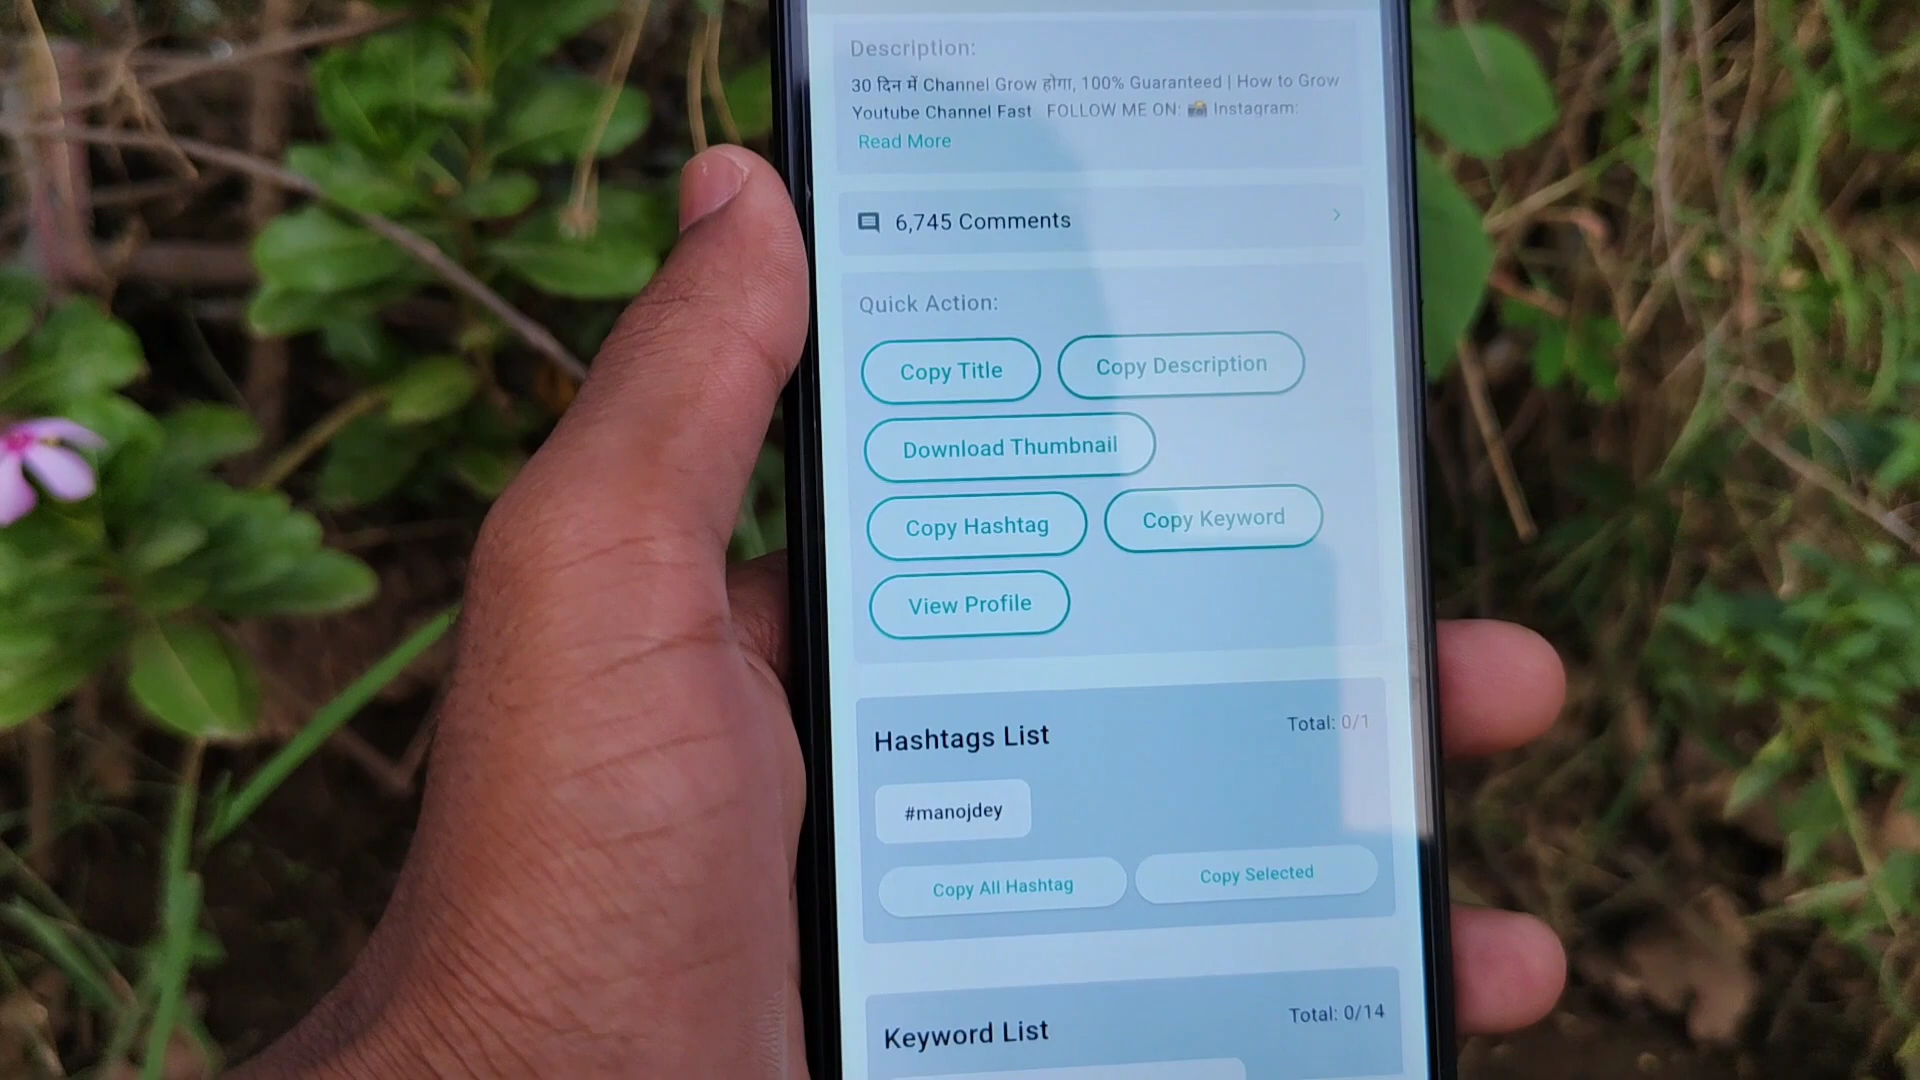 Description:
30 दिन में Channel Grow होगा, 100% Guaranteed | How to Grow
Youtube Channel Fast FOLLOW ME ON: 📸 Instagram:
Read More
6,745 Comments
Quick Action:
Copy Title Copy Description
Download Thumbnail
Copy Hashtag Copy Keyword
View Profile
Hashtags List Total: 0/1
#manojdey
Copy All Hashtag Copy Selected
Keyword List Total: 0/14